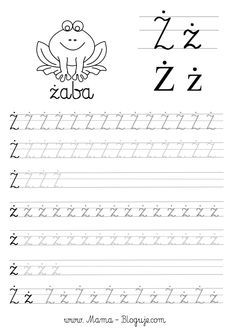 Ż ż
Ż ż
żaba
Ż Ż Ż Ż Ż Ż Ż Ż Ż Ż Ż Ż Ż
Ż Ż Ż Ż Ż Ż Ż Ż Ż Ż Ż Ż Ż
Ż Ż Ż Ż
ż ż ż ż ż ż ż ż ż ż ż ż ż ż ż ż
ż ż ż ż ż ż ż ż ż ż ż ż ż ż ż ż
ż ż ż ż
Ż ż Ż ż Ż ż Ż ż Ż ż Ż ż Ż ż
www.Mama-Bloguje.com